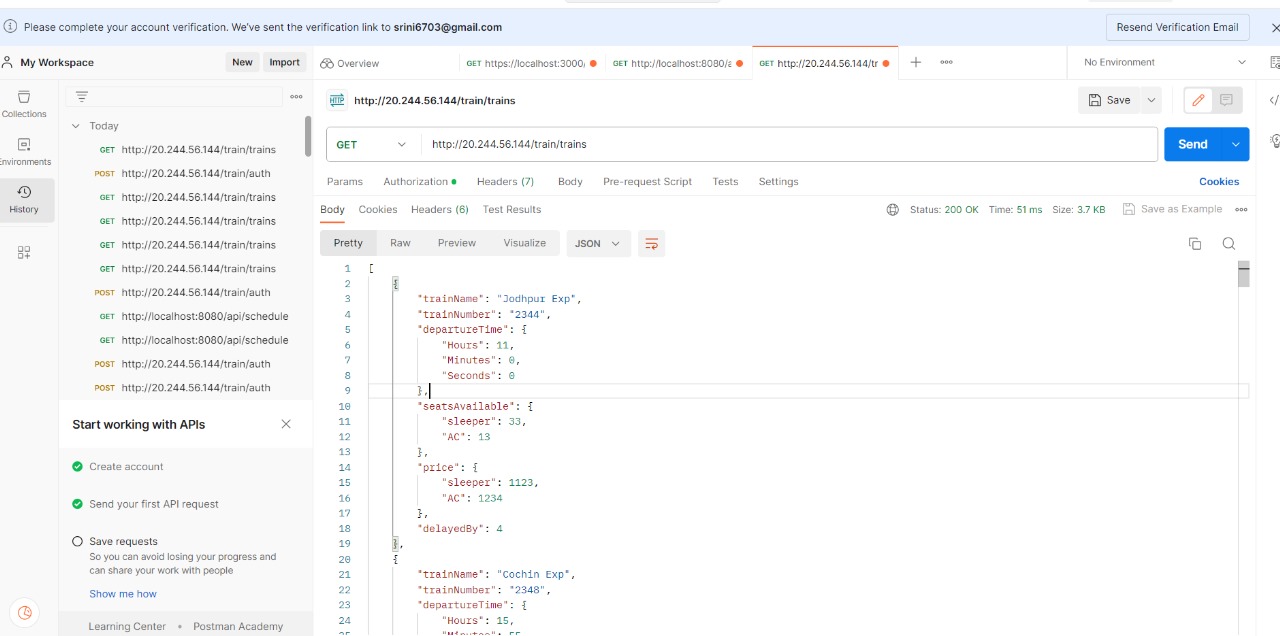 Please complete your account verification. We've sent the verification link to srini6703@gmail.com
Resend Verification Email
My Workspace
New
Import
Overview
GET https://localhost:3000/
GET http://localhost:8080/a
GET http://20.244.56.144/tr
No Environment
Collections
Environments
History
Today
GET http://20.244.56.144/train/trains
POST http://20.244.56.144/train/auth
GET http://20.244.56.144/train/trains
GET http://20.244.56.144/train/trains
GET http://20.244.56.144/train/trains
GET http://20.244.56.144/train/trains
POST http://20.244.56.144/train/auth
GET http://localhost:8080/api/schedule
GET http://localhost:8080/api/schedule
POST http://20.244.56.144/train/auth
POST http://20.244.56.144/train/auth
Start working with APIs
Create account
Send your first API request
Save requests
So you can avoid losing your progress and
can share your work with people
Show me how
Learning Center • Postman Academy
HTTP http://20.244.56.144/train/trains
Save
GET http://20.244.56.144/train/trains
Send
Params Authorization Headers (7) Body Pre-request Script Tests Settings
Cookies
Body Cookies Headers (6) Test Results
Status: 200 OK Time: 51 ms Size: 3.7 KB
Save as Example
Pretty Raw Preview Visualize JSON
1 [
2 {
3 "trainName": "Jodhpur Exp",
4 "trainNumber": "2344",
5 "departureTime": {
6 "Hours": 11,
7 "Minutes": 0,
8 "Seconds": 0
9 },
10 "seatsAvailable": {
11 "sleeper": 33,
12 "AC": 13
13 },
14 "price": {
15 "sleeper": 1123,
16 "AC": 1234
17 },
18 "delayedBy": 4
19 },
20 {
21 "trainName": "Cochin Exp",
22 "trainNumber": "2348",
23 "departureTime": {
24 "Hours": 15,
25 "Minutes": 55